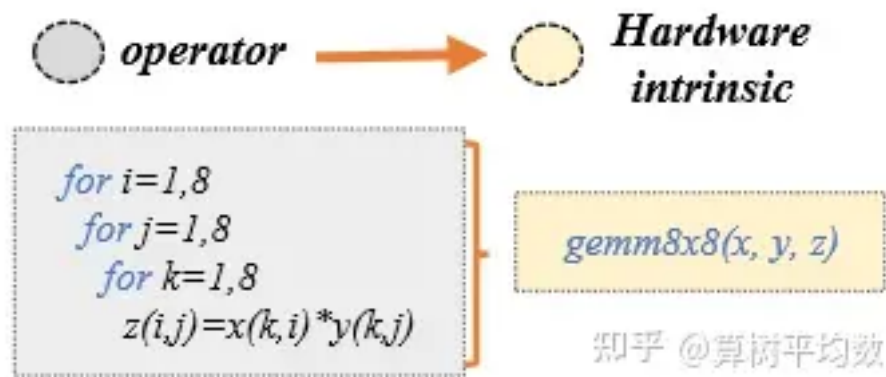 operator
Hardware
intrinsic
for i=1,8
for j=1,8
for k=1,8
z(i,j)=x(k,i)*y(k,j)
gemm8x8(x, y, z)
知乎 @算树平均数